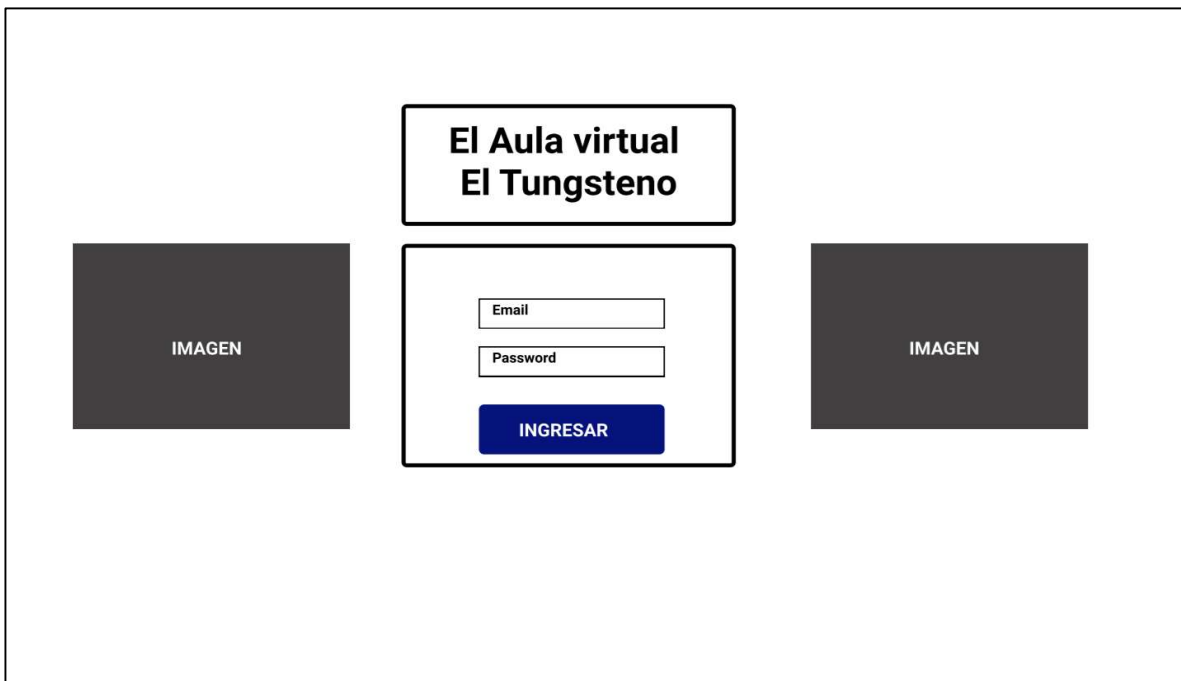 El Aula virtual
El Tungsteno
IMAGEN
Email
Password
INGRESAR
IMAGEN